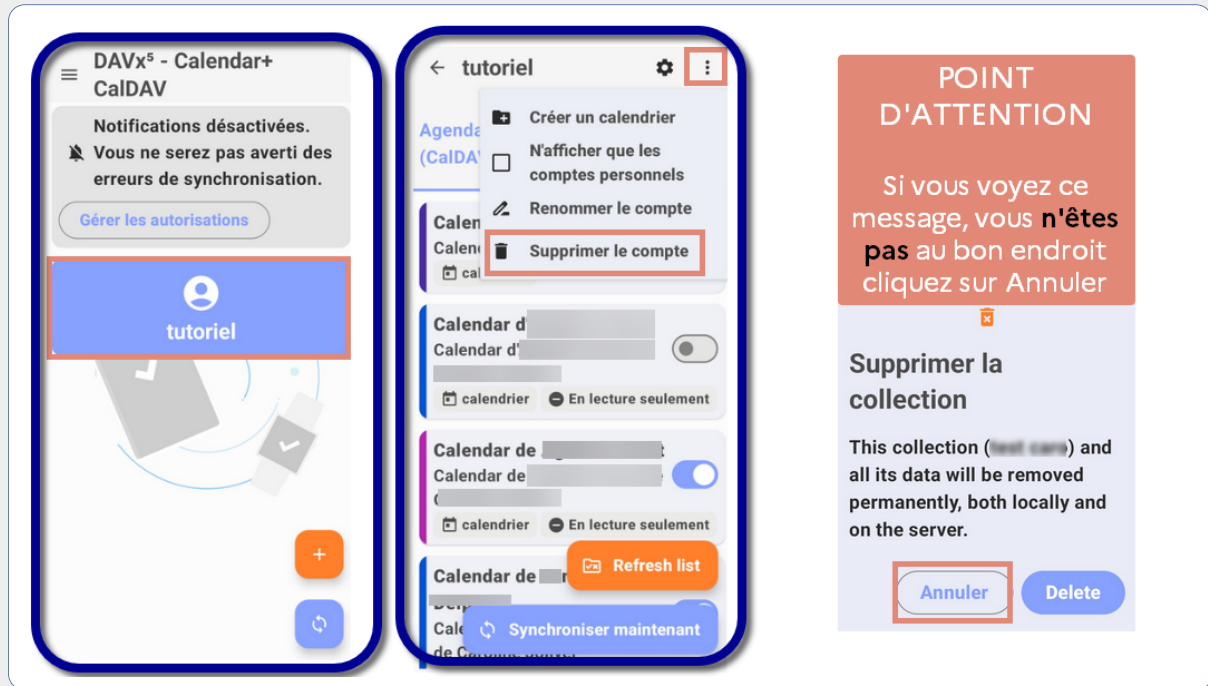 DAVx⁵ - Calendar+
CalDAV
Notifications désactivées.
Vous ne serez pas averti des
erreurs de synchronisation.
Gérer les autorisations
tutoriel
tutoriel
Créer un calendrier
N'afficher que les
comptes personnels
Renommer le compte
Supprimer le compte
Agenda
(CalDAV
Calen
Calen
cal
Calendar d'
Calendar d'
calendrier
En lecture seulement
Calendar de
Calendar de
calendrier
En lecture seulement
Calendar de
Refresh list
Synchroniser maintenant
POINT
D'ATTENTION
Si vous voyez ce
message, vous n'êtes
pas au bon endroit
cliquez sur Annuler
Supprimer la
collection
This collection ( ) and
all its data will be removed
permanently, both locally and
on the server.
Annuler
Delete